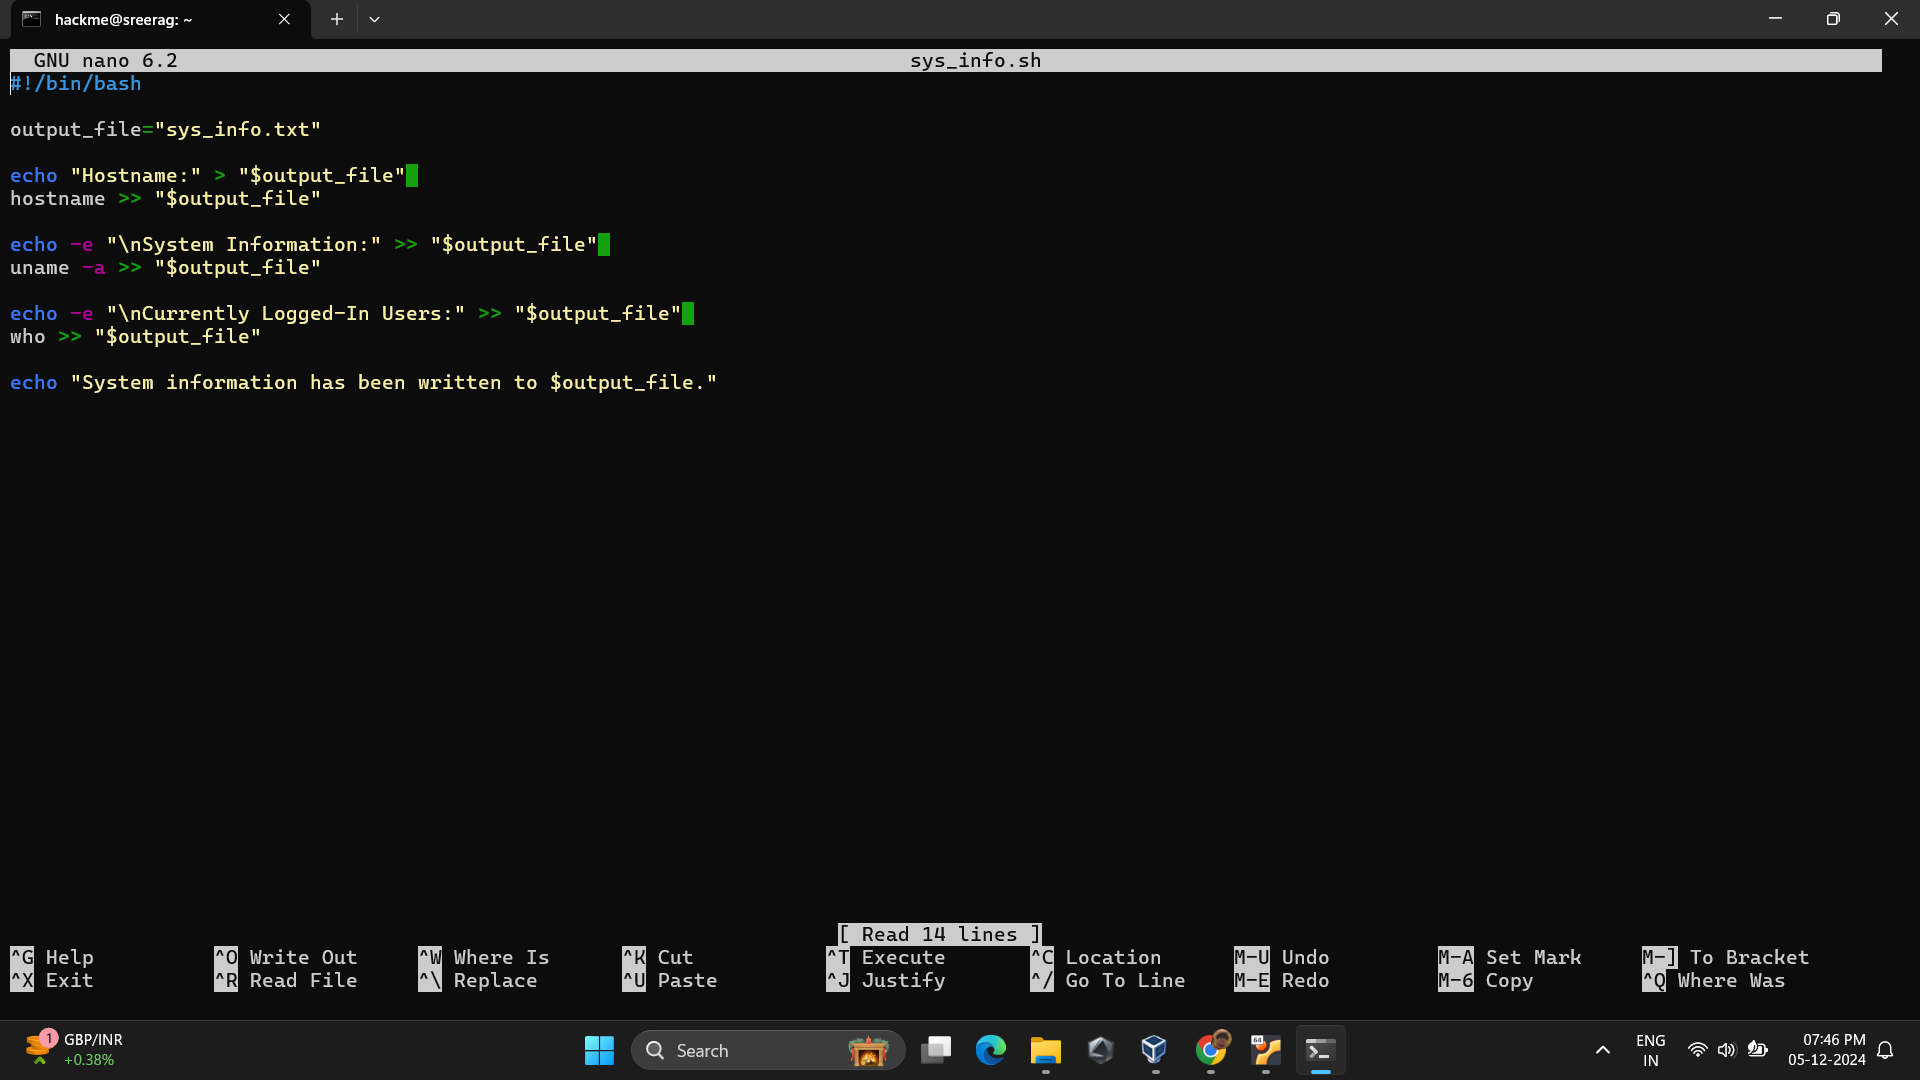 hackme@sreerag: ~
GNU nano 6.2 sys_info.sh
#!/bin/bash
output_file="sys_info.txt"
echo "Hostname:" > "$output_file"
hostname >> "$output_file"
echo -e "\nSystem Information:" >> "$output_file"
uname -a >> "$output_file"
echo -e "\nCurrently Logged-In Users:" >> "$output_file"
who >> "$output_file"
echo "System information has been written to $output_file."
[ Read 14 lines ]
^G Help ^O Write Out ^W Where Is ^K Cut ^T Execute ^C Location M-U Undo M-A Set Mark M-] To Bracket
^X Exit ^R Read File ^\ Replace ^U Paste ^J Justify ^/ Go To Line M-E Redo M-6 Copy ^Q Where Was
1 GBP/INR
+0.38%
Search
64
ENG
IN
07:46 PM
05-12-2024